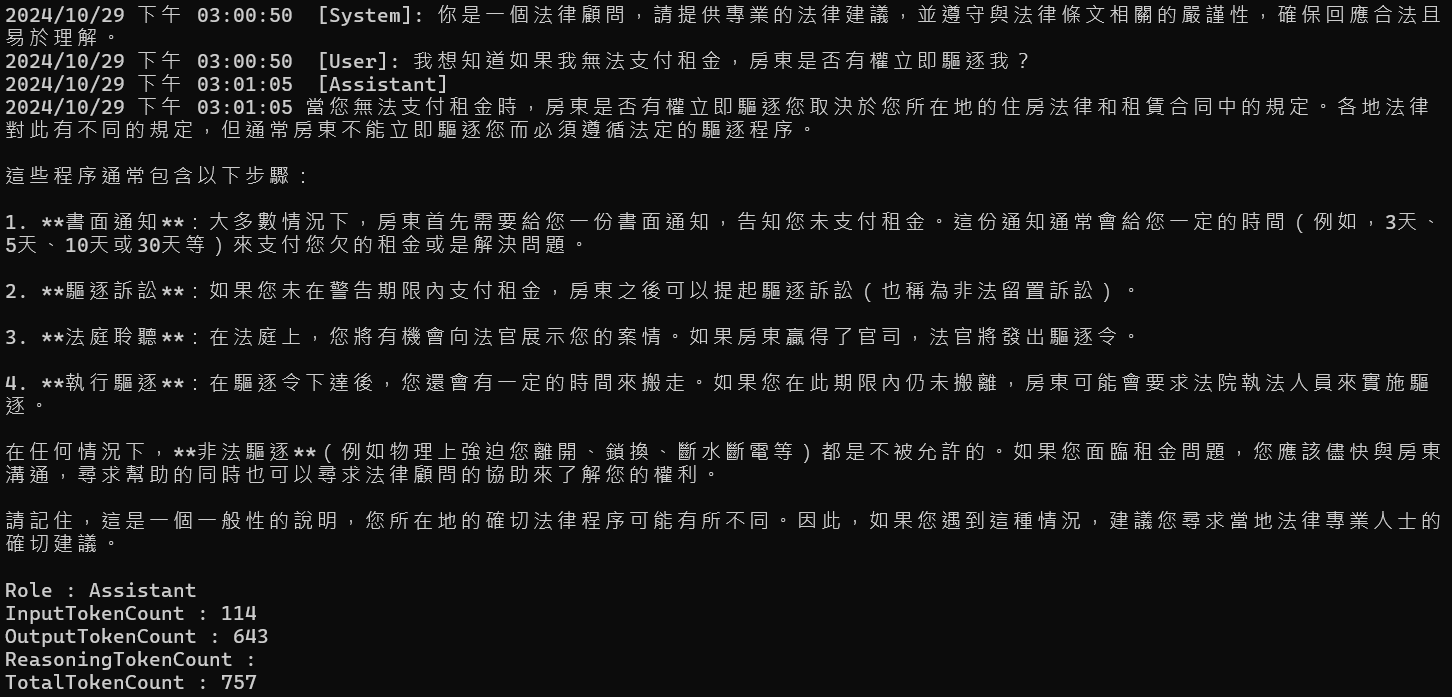 2024/10/29 下午 03:00:50  [System]: 你是一個法律顧問，請提供專業的法律建議，並遵守與法律條文相關的嚴謹性，確保回應合法且
易於理解。
2024/10/29 下午 03:00:50  [User]: 我想知道如果我無法支付租金，房東是否有權立即驅逐我？
2024/10/29 下午 03:01:05  [Assistant]
2024/10/29 下午 03:01:05 當您無法支付租金時，房東是否有權立即驅逐您取決於您所在地的住房法律和租賃合同中的規定。各地法律
對此有不同的規定，但通常房東不能立即驅逐您而必須遵循法定的驅逐程序。
這些程序通常包含以下步驟：
1. **書面通知**：大多數情況下，房東首先需要給您一份書面通知，告知您未支付租金。這份通知通常會給您一定的時間（例如，3天、
5天、10天或30天等）來支付您欠的租金或是解決問題。
2. **驅逐訴訟**：如果您未在警告期限內支付租金，房東之後可以提起驅逐訴訟（也稱為非法留置訴訟）。
3. **法庭聆聽**：在法庭上，您將有機會向法官展示您的案情。如果房東贏得了官司，法官將發出驅逐令。
4. **執行驅逐**：在驅逐令下達後，您還會有一定的時間來搬走。如果您在此期限內仍未搬離，房東可能會要求法院執法人員來實施驅
逐。
在任何情況下，**非法驅逐**（例如物理上強迫您離開、鎖換、斷水斷電等）都是不被允許的。如果您面臨租金問題，您應該儘快與房東
溝通，尋求幫助的同時也可以尋求法律顧問的協助來了解您的權利。
請記住，這是一個一般性的說明，您所在地的確切法律程序可能有所不同。因此，如果您遇到這種情況，建議您尋求當地法律專業人士的
確切建議。
Role : Assistant
InputTokenCount : 114
OutputTokenCount : 643
ReasoningTokenCount :
TotalTokenCount : 757